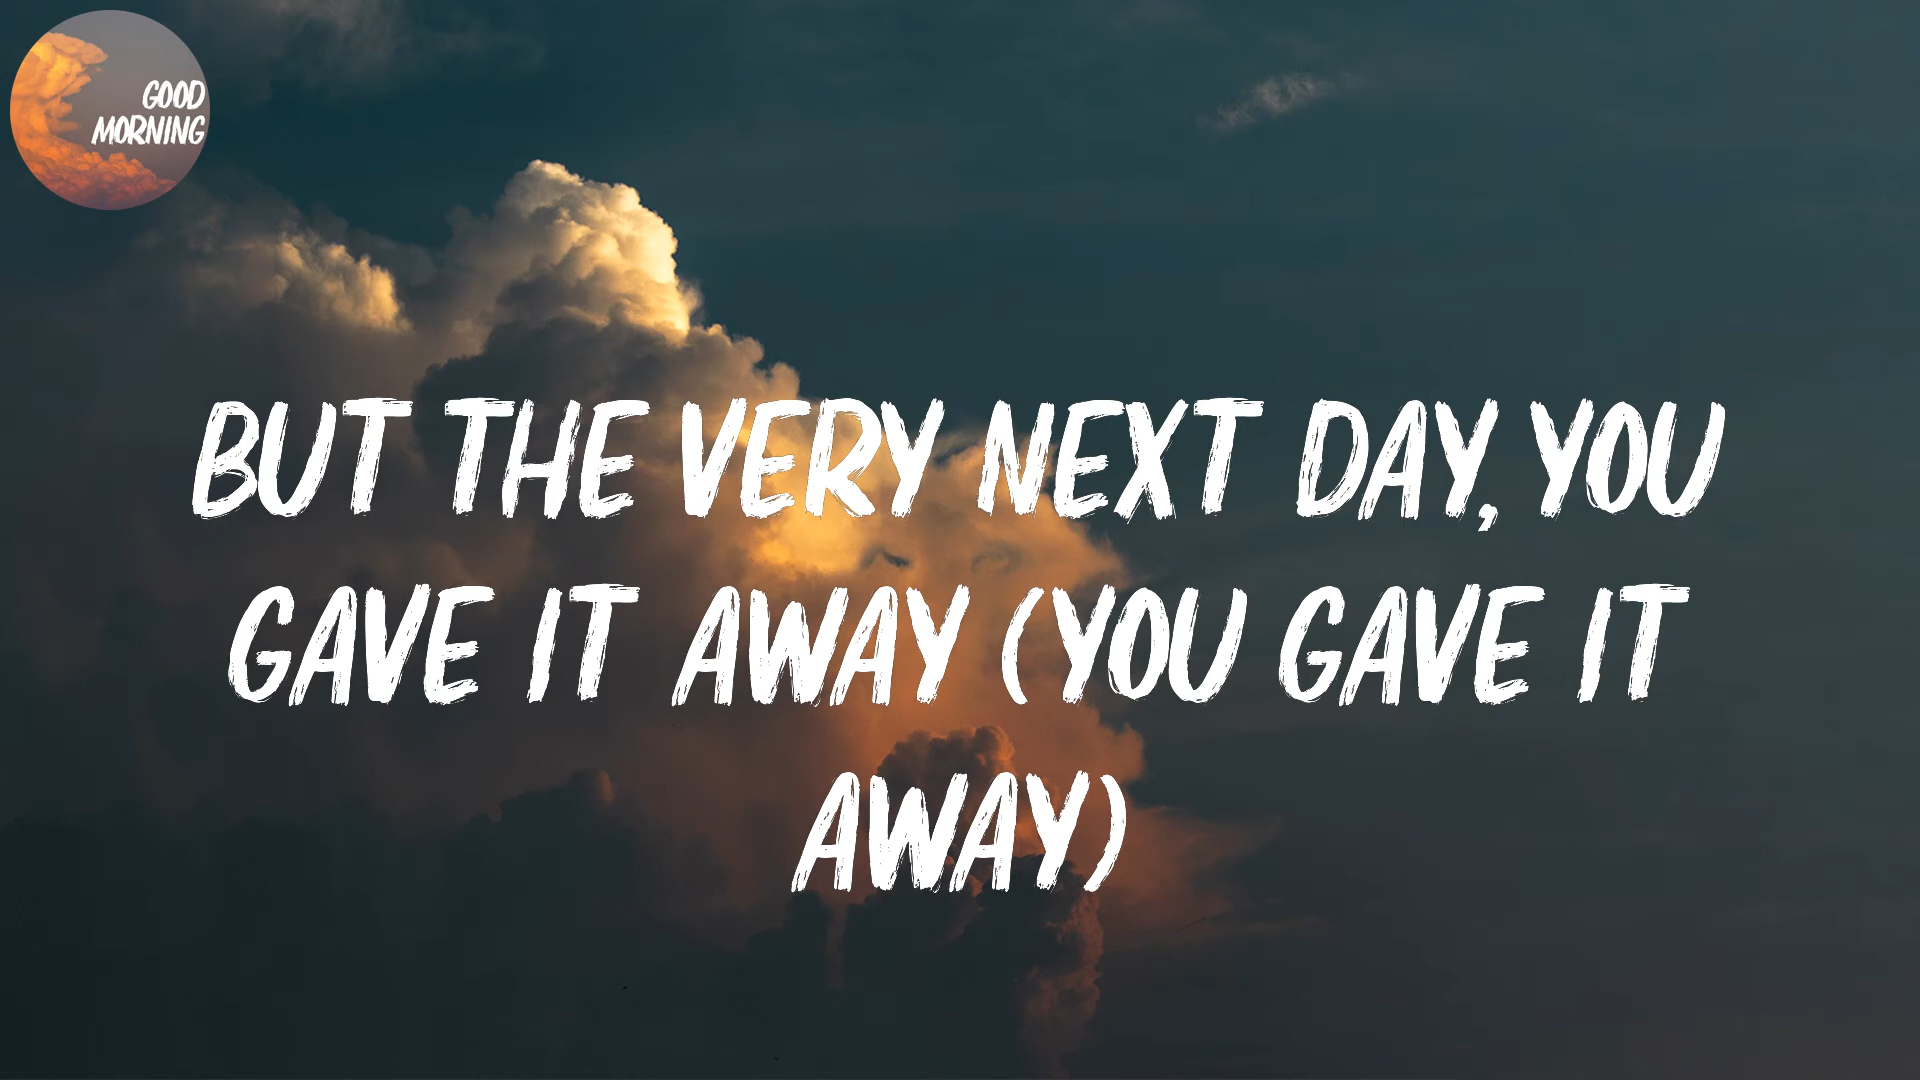 GOOD
MORNING
BUT THE VERY NEXT DAY, YOU
GAVE IT AWAY (YOU GAVE IT
AWAY)